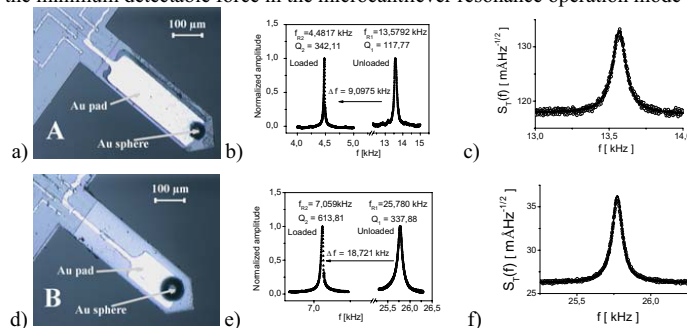 the minimum detectable force in the microcantilever resonance operation mode
100 µm
Au pad
A
Au sphere
a)
f_R2=4,4817 kHz
f_R1=13,5792 kHz
Q_2 = 342,11
Q_1 = 117,77
Loaded
Unloaded
Δ f = 9,0975 kHz
Normalized amplitude
1,0
0,5
0,0
4,0 4,5 5,0 13 14 15
f [kHz]
b)
S_T(f) [ mÅHz^-1/2 ]
130
120
13,0 13,5 14,0
f [ kHz]
c)
100 µm
Au pad
B
Au sphere
d)
f_R2= 7,059kHz
f_R1=25,780 kHz
Q_2 = 613,81
Q_1 = 337,88
Loaded
Unloaded
Δ f = 18,721 kHz
Normalized amplitude
1,5
1,0
0,5
0,0
7,0 25,5 26,0 26,5
f [kHz]
e)
S_T(f) [ mÅHz^-1/2 ]
35
30
25
25,5 26,0
f [ kHz]
f)